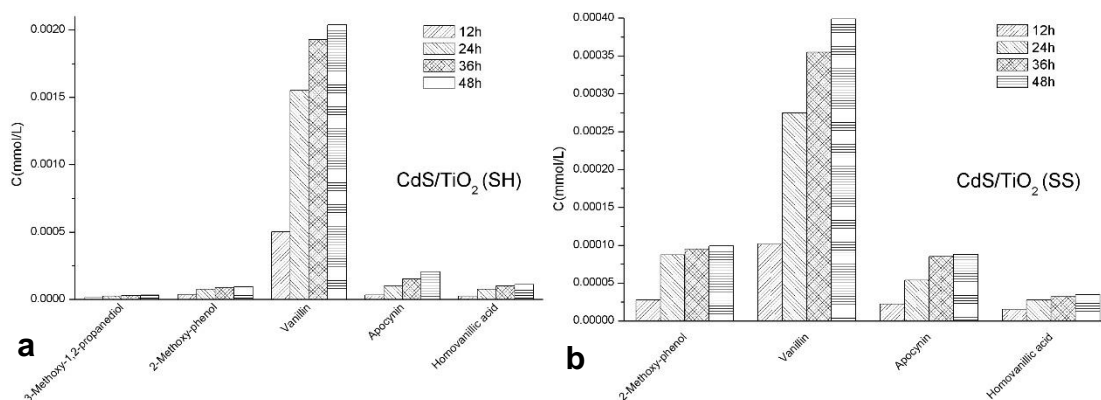 0.0020
0.0015
0.0010
0.0005
0.0000
C(mmol/L)
12h
24h
36h
48h
CdS/TiO2 (SH)
3-Methoxy-1,2-propanediol
2-Methoxy-phenol
Vanillin
Apocynin
Homovanillic acid
a
0.00040
0.00035
0.00030
0.00025
0.00020
0.00015
0.00010
0.00005
0.00000
C(mmol/L)
12h
24h
36h
48h
CdS/TiO2 (SS)
2-Methoxy-phenol
Vanillin
Apocynin
Homovanillic acid
b